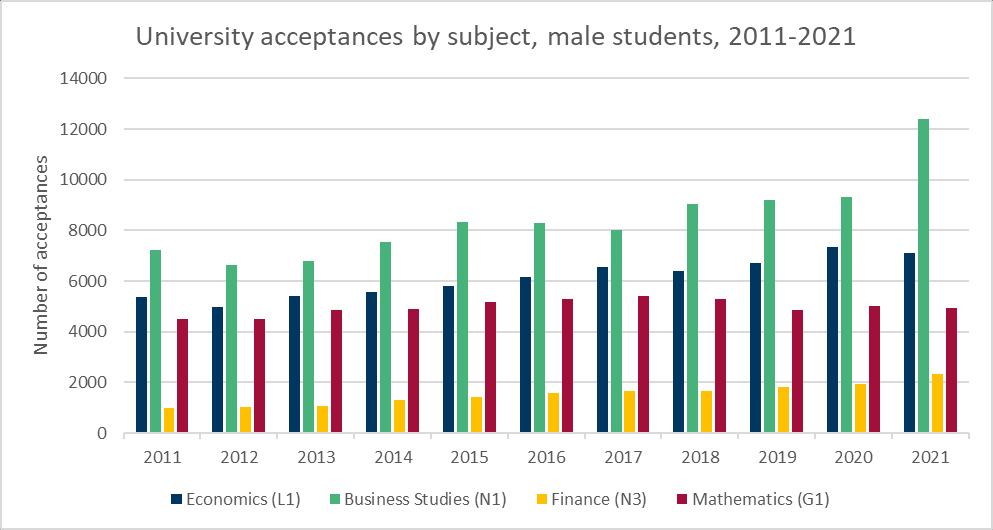 University acceptances by subject, male students, 2011-2021
14000
12000
10000
8000
6000
4000
2000
0
Number of acceptances
2011 2012 2013 2014 2015 2016 2017 2018 2019 2020 2021
Economics (L1) Business Studies (N1) Finance (N3) Mathematics (G1)